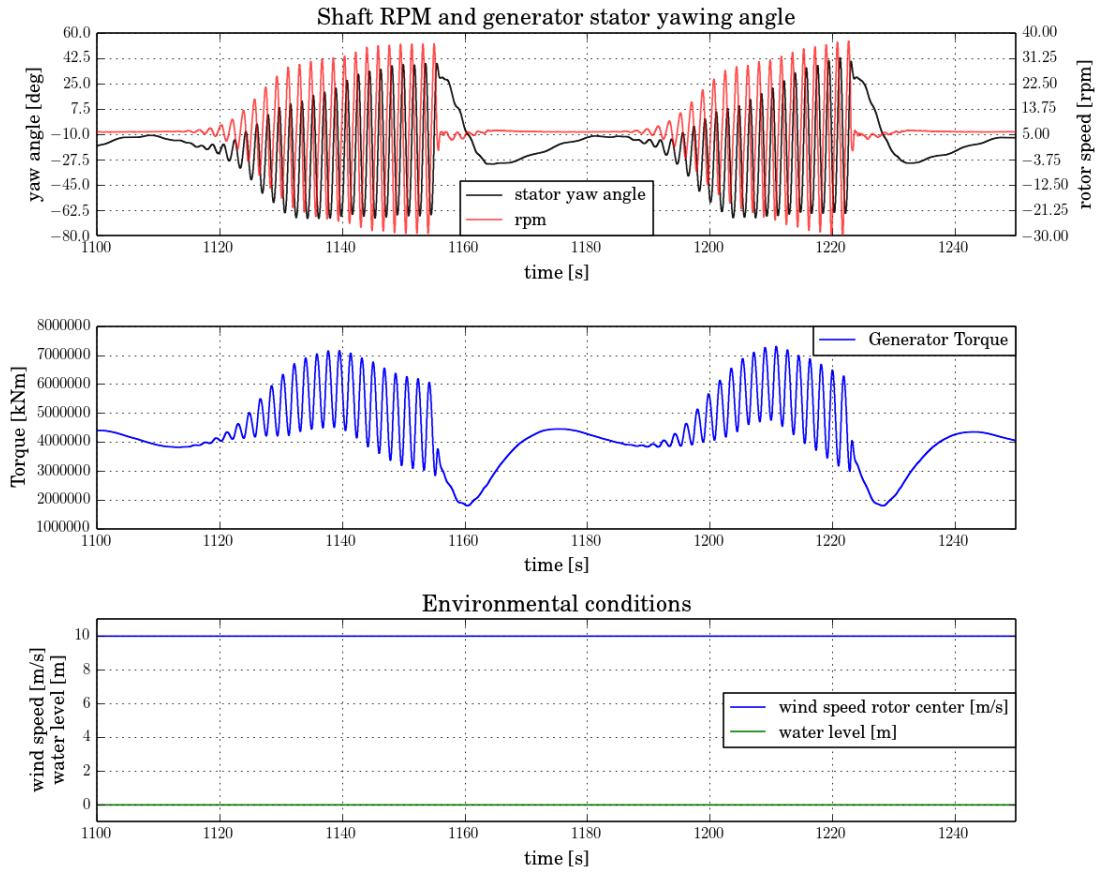 Shaft RPM and generator stator yawing angle
yaw angle [deg]
60.0
42.5
25.0
7.5
−10.0
−27.5
−45.0
−62.5
−80.0
40.00
31.25
22.50
13.75
5.00
−3.75
−12.50
−21.25
−30.00
rotor speed [rpm]
stator yaw angle
rpm
1100 1120 1140 1160 1180 1200 1220 1240
time [s]
Torque [kNm]
8000000
7000000
6000000
5000000
4000000
3000000
2000000
1000000
Generator Torque
1100 1120 1140 1160 1180 1200 1220 1240
time [s]
Environmental conditions
wind speed [m/s]
water level [m]
10
8
6
4
2
0
wind speed rotor center [m/s]
water level [m]
1100 1120 1140 1160 1180 1200 1220 1240
time [s]